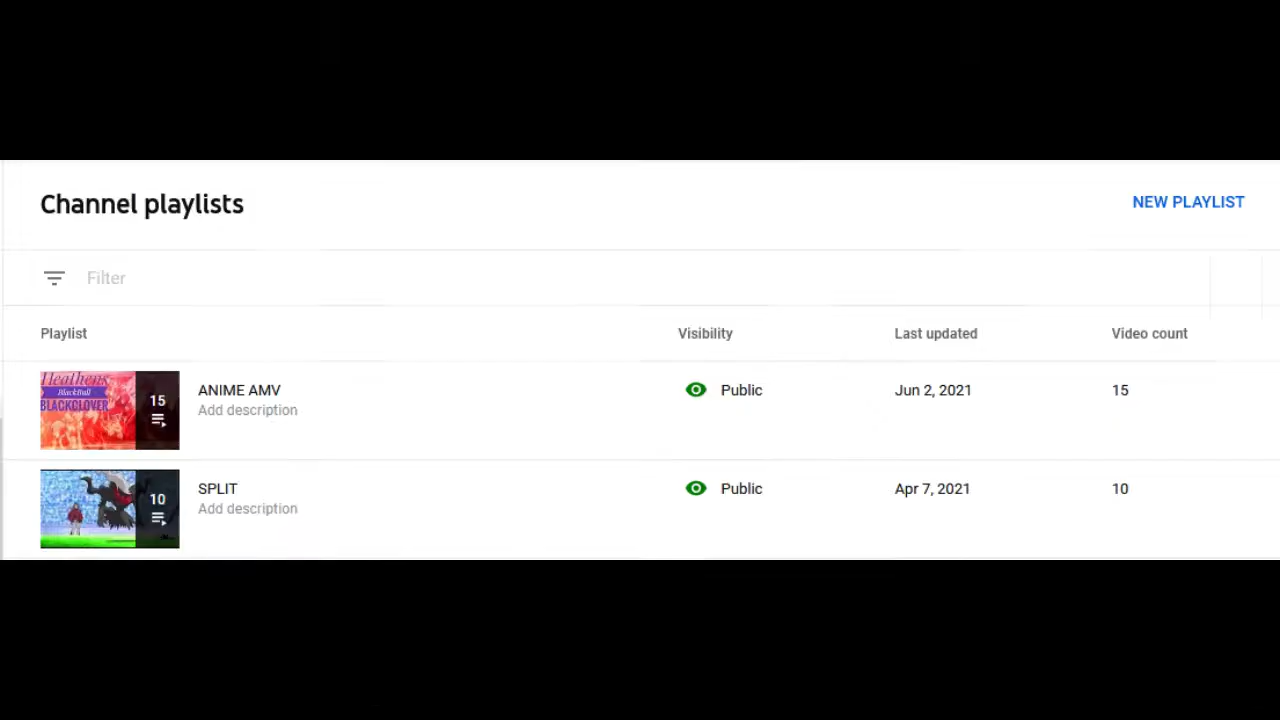 Channel playlists
NEW PLAYLIST
Filter
Playlist Visibility Last updated Video count
Heathens
BlackBull
BLACKCLOVER
15
ANIME AMV Public Jun 2, 2021 15
Add description
10
SPLIT Public Apr 7, 2021 10
Add description